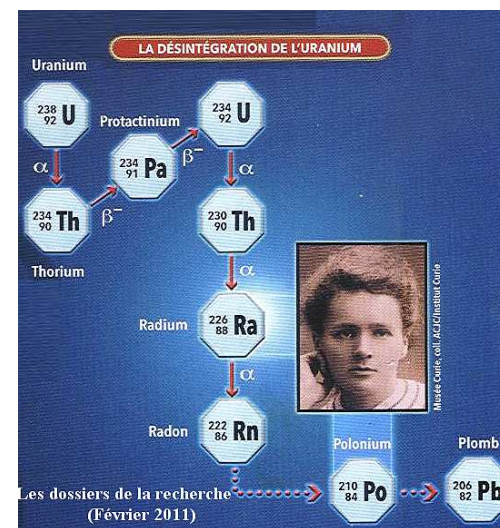 LA DÉSINTÉGRATION DE L'URANIUM
Uranium
238
92 U
Protactinium
234
92 U
α
234
91 Pa
β−
α
234
90 Th
β−
230
90 Th
Thorium
α
Radium
226
88 Ra
α
Radon
222
86 Rn
Musée Curie, coll. ACJC/Institut Curie
Polonium
Plomb
210
84 Po
206
82 Pb
Les dossiers de la recherche
(Février 2011)